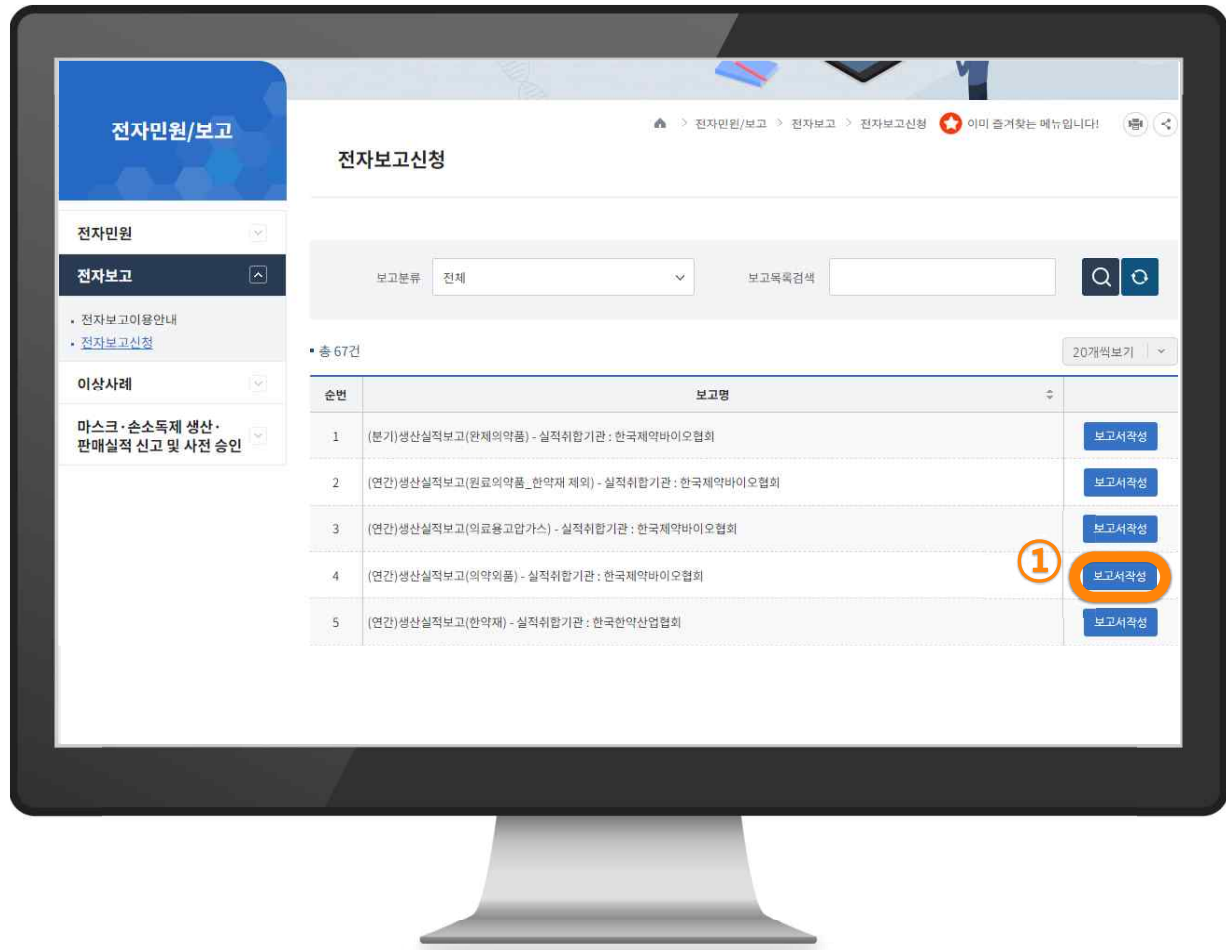 전자민원/보고
전자민원
전자보고
• 전자보고이용안내
• 전자보고신청
이상사례
마스크·손소독제 생산·
판매실적 신고 및 사전 승인
> 전자민원/보고 > 전자보고 > 전자보고신청 이미 즐겨찾는 메뉴입니다!
전자보고신청
보고분류 전체 보고목록검색
▪ 총 67건 20개씩보기
순번 보고명
1 (분기)생산실적보고(완제의약품) - 실적취합기관 : 한국제약바이오협회 보고서작성
2 (연간)생산실적보고(원료의약품_한약재 제외) - 실적취합기관 : 한국제약바이오협회 보고서작성
3 (연간)생산실적보고(의료용고압가스) - 실적취합기관 : 한국제약바이오협회 보고서작성
4 (연간)생산실적보고(의약외품) - 실적취합기관 : 한국제약바이오협회 ① 보고서작성
5 (연간)생산실적보고(한약재) - 실적취합기관 : 한국한약산업협회 보고서작성